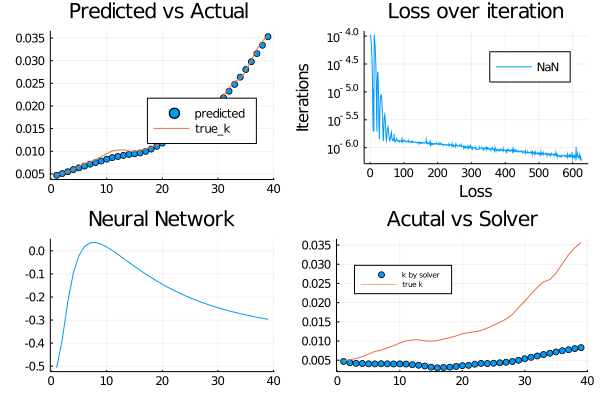 Predicted vs Actual
0.035
0.030
0.025
0.020
0.015
0.010
0.005
predicted
true_k
0 10 20 30 40
Loss over iteration
10^-4.0
10^-4.5
10^-5.0
10^-5.5
10^-6.0
Iterations
NaN
0 100 200 300 400 500 600
Loss
Neural Network
0.0
-0.1
-0.2
-0.3
-0.4
-0.5
0 10 20 30 40
Acutal vs Solver
0.035
0.030
0.025
0.020
0.015
0.010
0.005
k by solver
true k
0 10 20 30 40